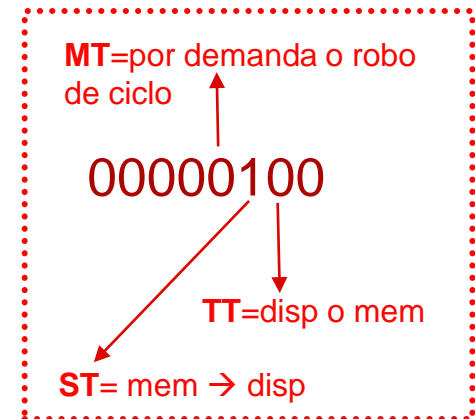 MT=por demanda o robo
de ciclo
00000100
TT=disp o mem
ST= mem → disp